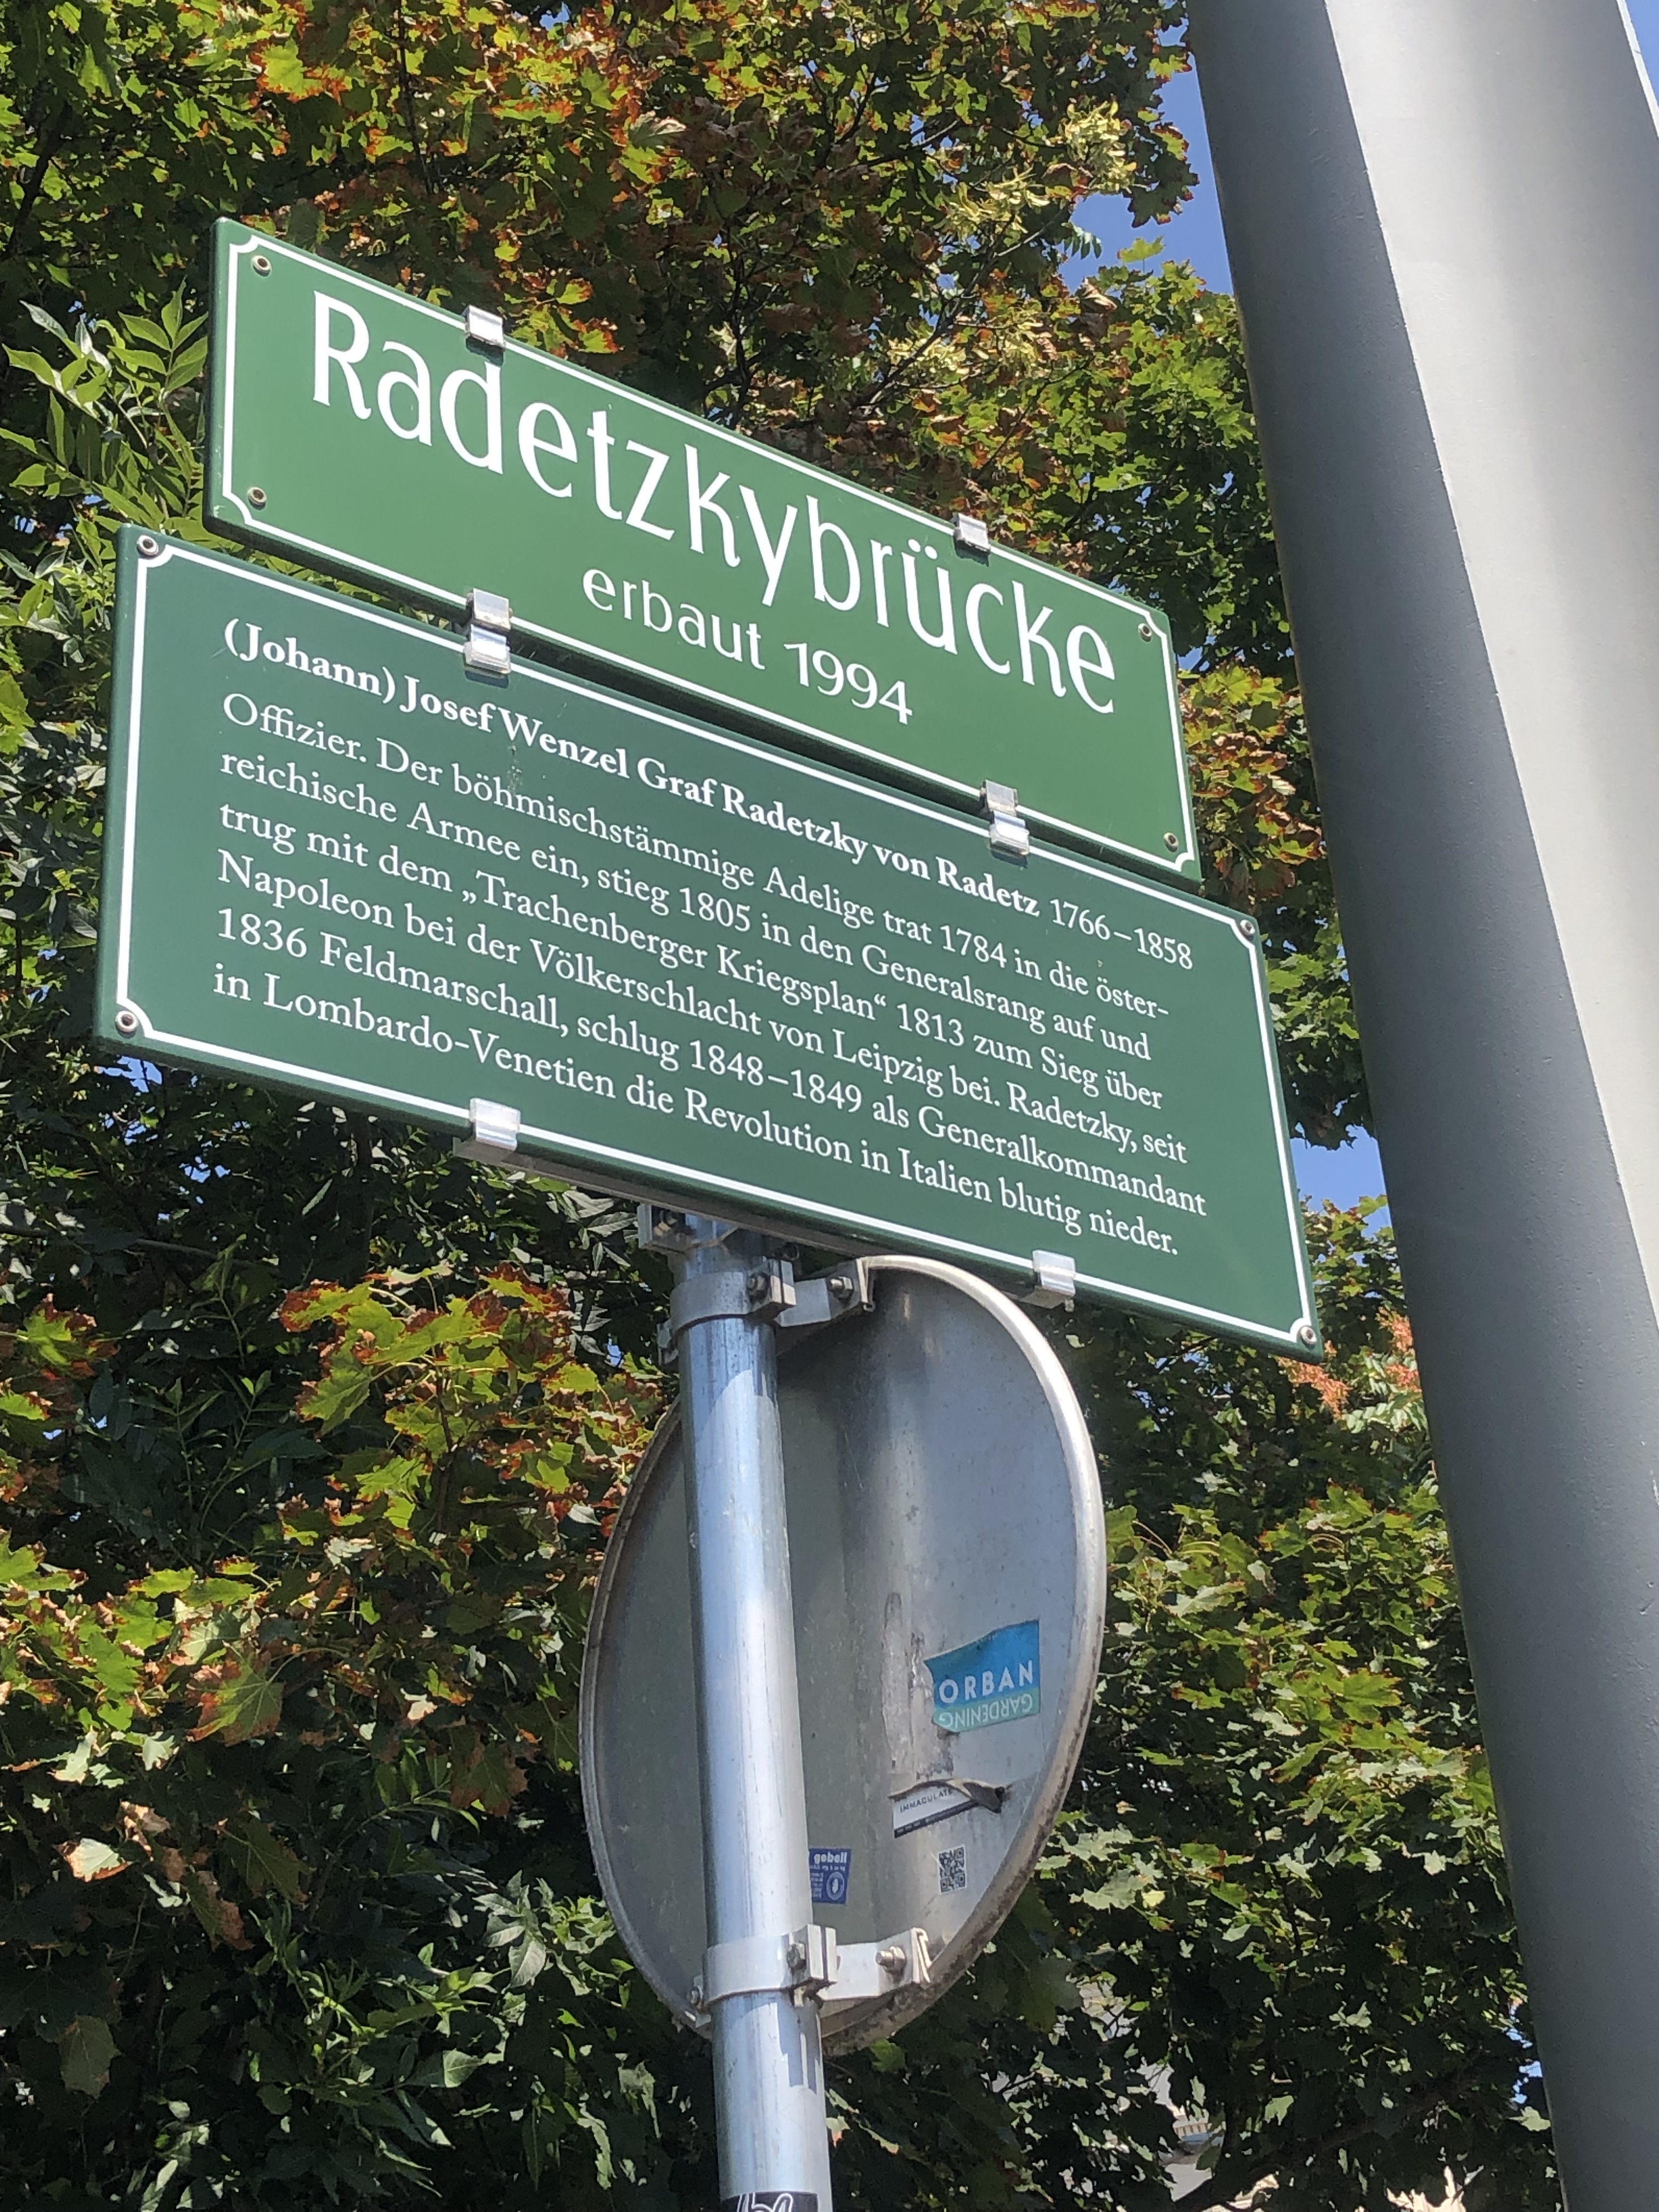 Radetzkybrücke
erbaut 1994
(Johann) Josef Wenzel Graf Radetzky von Radetz 1766–1858
Offizier. Der böhmischstämmige Adelige trat 1784 in die öster-
reichische Armee ein, stieg 1805 in den Generalsrang auf und
trug mit dem „Trachenberger Kriegsplan“ 1813 zum Sieg über
Napoleon bei der Völkerschlacht von Leipzig bei. Radetzky, seit
1836 Feldmarschall, schlug 1848–1849 als Generalkommandant
in Lombardo-Venetien die Revolution in Italien blutig nieder.
ORBAN
GARDENING
IMMACULATE
gebell